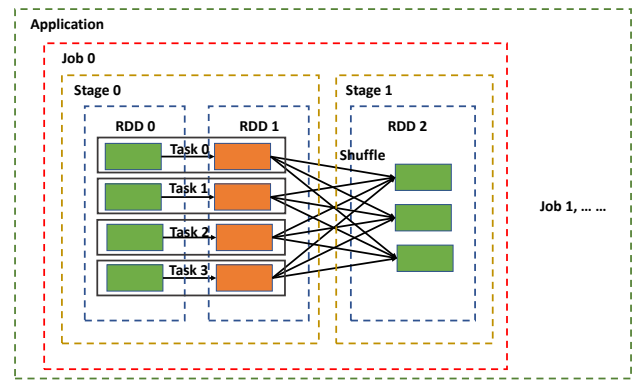 Application
Job 0
Stage 0
Stage 1
RDD 0
RDD 1
RDD 2
Task 0
Shuffle
Task 1
Task 2
Task 3
Job 1, ... ...